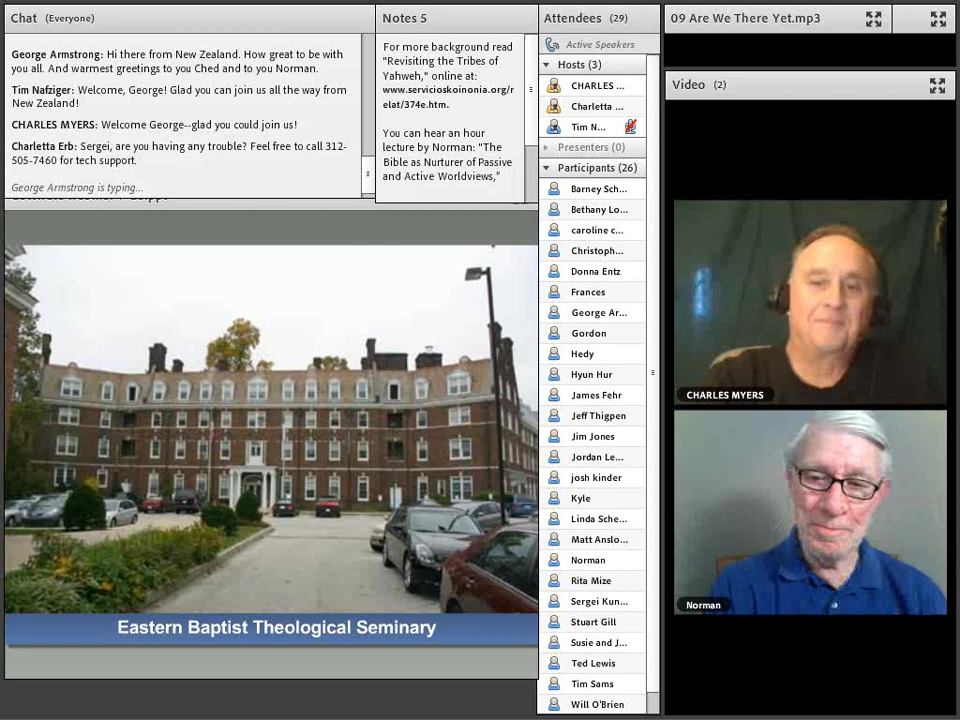 Chat (Everyone)
George Armstrong: Hi there from New Zealand. How great to be with
you all. And warmest greetings to you Ched and to you Norman.
Tim Nafziger: Welcome, George! Glad you can join us all the way from
New Zealand!
CHARLES MYERS: Welcome George--glad you could join us!
Charletta Erb: Sergei, are you having any trouble? Feel free to call 312-
505-7460 for tech support.
George Armstrong is typing...
Notes 5
For more background read
"Revisiting the Tribes of
Yahweh," online at:
www.servicioskoinonia.org/r
elat/374e.htm.
You can hear an hour
lecture by Norman: "The
Bible as Nurturer of Passive
and Active Worldviews,"
Eastern Baptist Theological Seminary
Attendees (29)
Active Speakers
Hosts (3)
CHARLES ...
Charletta ...
Tim N...
Presenters (0)
Participants (26)
Barney Sch...
Bethany Lo...
caroline c...
Christoph...
Donna Entz
Frances
George Ar...
Gordon
Hedy
Hyun Hur
James Fehr
Jeff Thigpen
Jim Jones
Jordan Le...
josh kinder
Kyle
Linda Sche...
Matt Anslo...
Norman
Rita Mize
Sergei Kun...
Stuart Gill
Susie and J...
Ted Lewis
Tim Sams
Will O'Brien
09 Are We There Yet.mp3
Video (2)
CHARLES MYERS
Norman